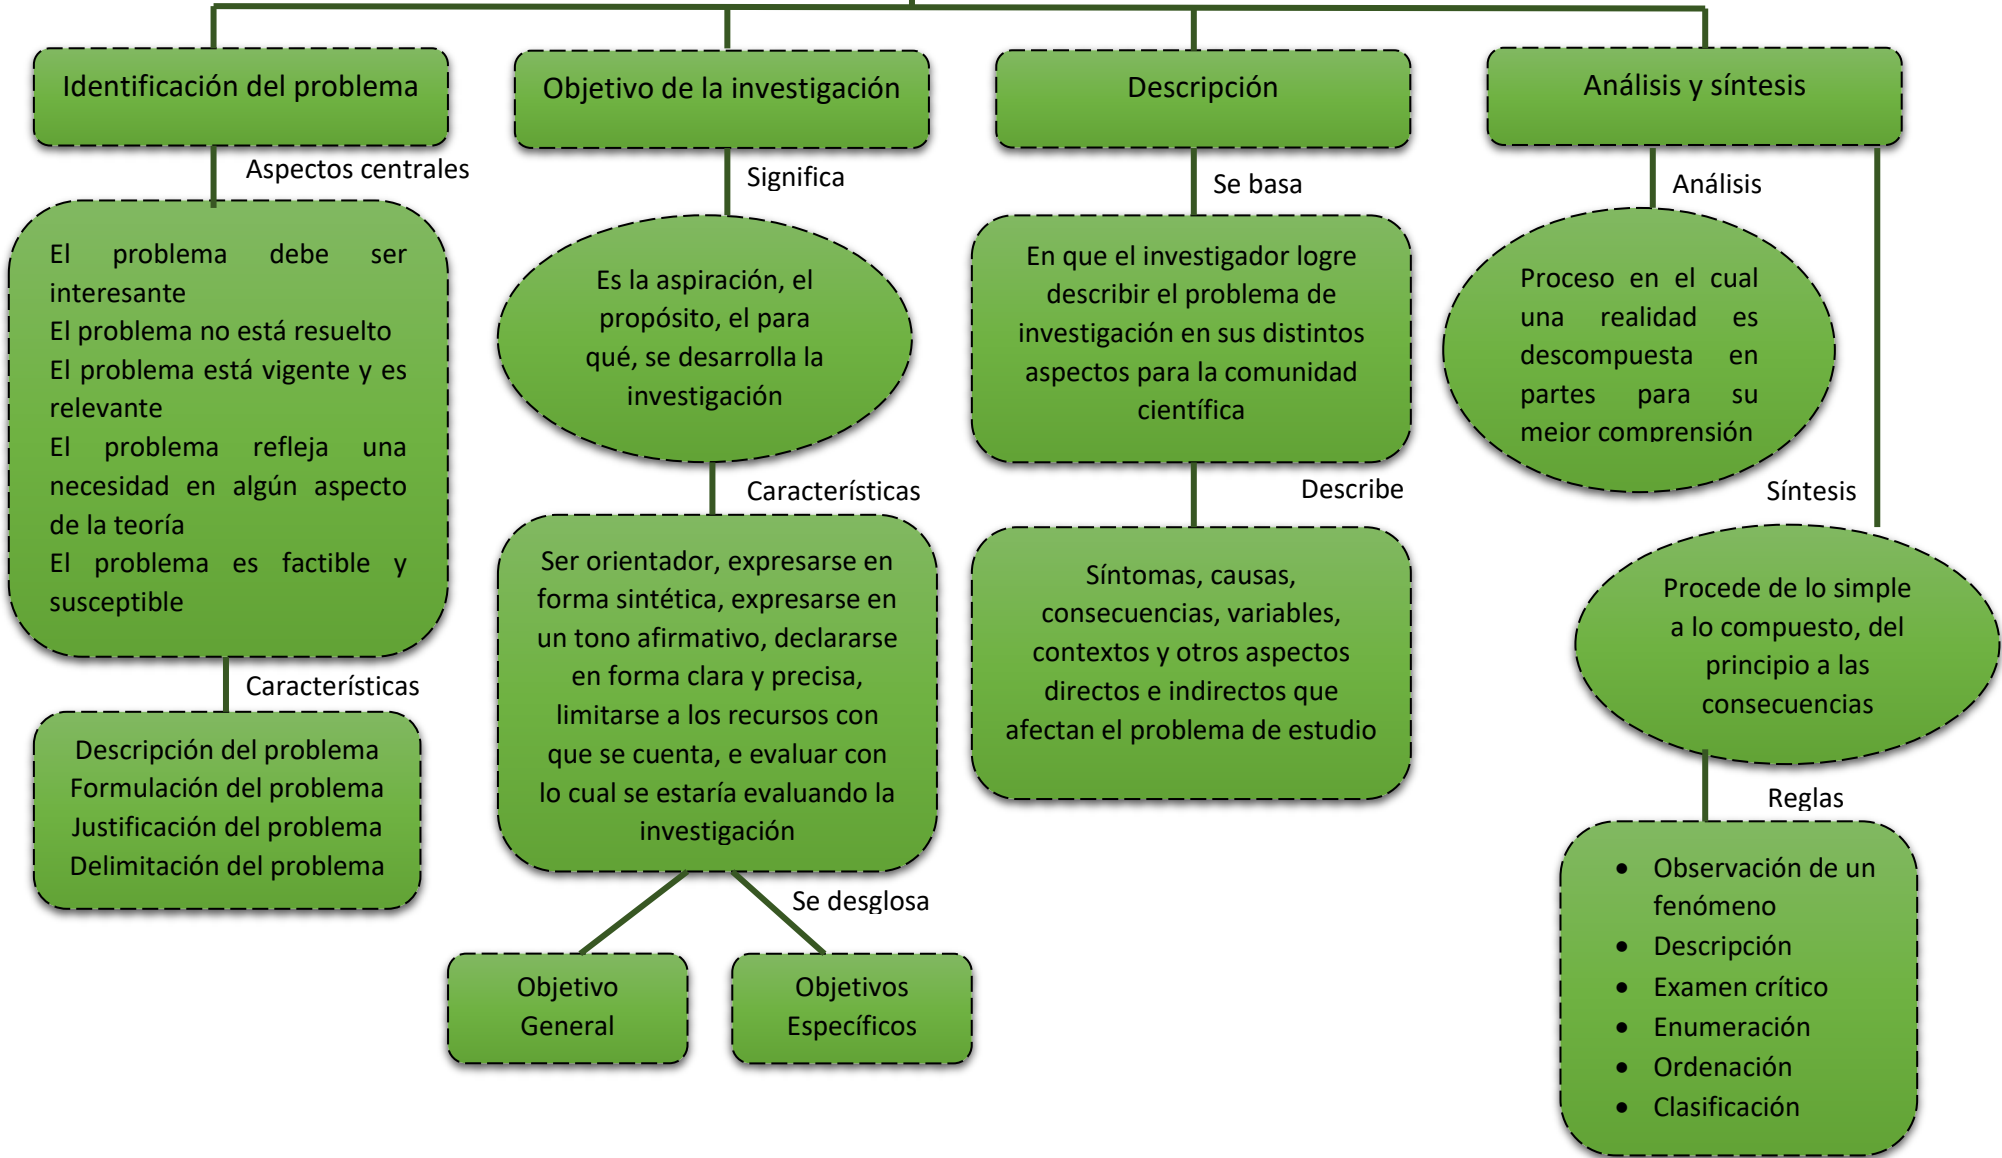 Identificación del problema
Aspectos centrales
El problema debe ser
interesante
El problema no está resuelto
El problema está vigente y es
relevante
El problema refleja una
necesidad en algún aspecto
de la teoría
El problema es factible y
susceptible
Características
Descripción del problema
Formulación del problema
Justificación del problema
Delimitación del problema
Objetivo de la investigación
Significa
Es la aspiración, el
propósito, el para
qué, se desarrolla la
investigación
Características
Ser orientador, expresarse en
forma sintética, expresarse en
un tono afirmativo, declararse
en forma clara y precisa,
limitarse a los recursos con
que se cuenta, e evaluar con
lo cual se estaría evaluando la
investigación
Se desglosa
Objetivo
General
Objetivos
Específicos
Descripción
Se basa
En que el investigador logre
describir el problema de
investigación en sus distintos
aspectos para la comunidad
científica
Describe
Síntomas, causas,
consecuencias, variables,
contextos y otros aspectos
directos e indirectos que
afectan el problema de estudio
Análisis y síntesis
Análisis
Proceso en el cual
una realidad es
descompuesta en
partes para su
mejor comprensión
Síntesis
Procede de lo simple
a lo compuesto, del
principio a las
consecuencias
Reglas
• Observación de un
fenómeno
• Descripción
• Examen crítico
• Enumeración
• Ordenación
• Clasificación